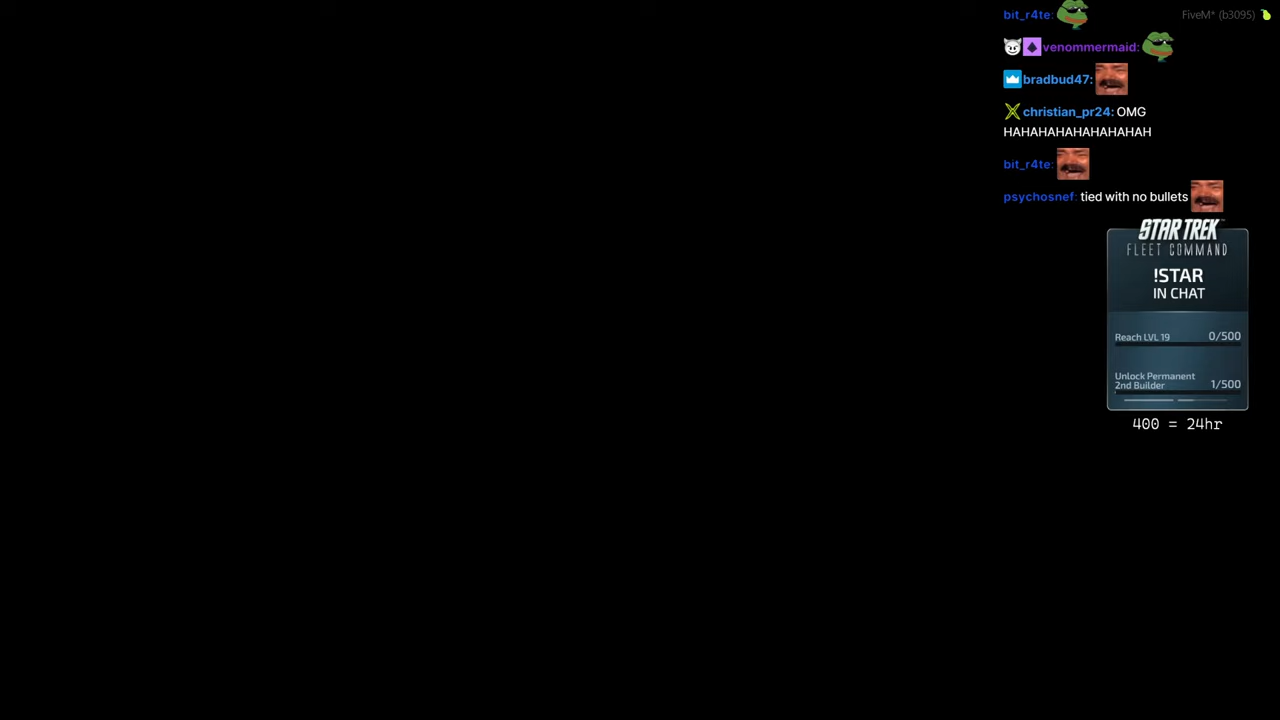 bit_r4te:
FiveM* (b3095)
venommermaid:
bradbud47:
christian_pr24: OMG
HAHAHAHAHAHAHAHAH
bit_r4te:
psychosnef: tied with no bullets
STAR TREK
FLEET COMMAND
!STAR
IN CHAT
Reach LVL 19 0/500
Unlock Permanent
2nd Builder 1/500
400 = 24hr